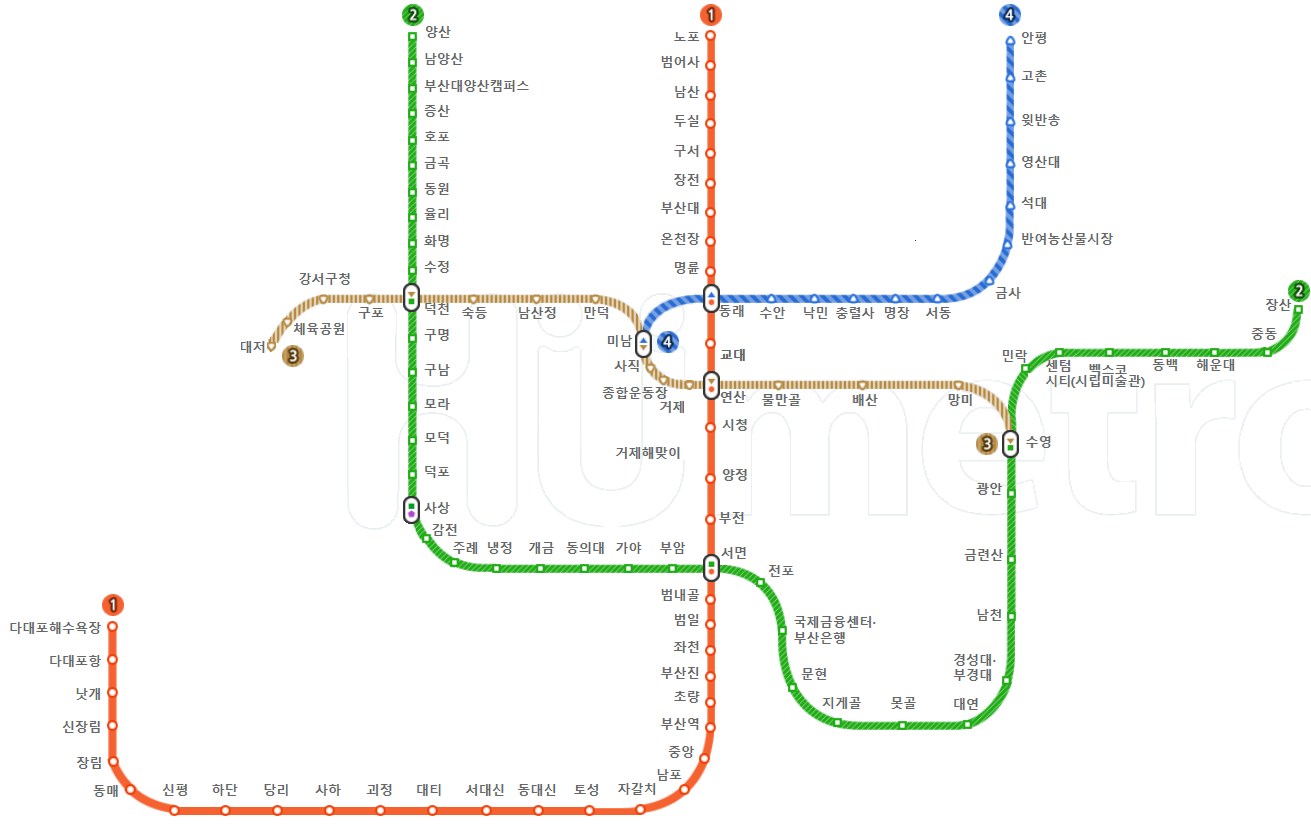 2
1
4
양산
남양산
부산대양산캠퍼스
증산
호포
금곡
동원
율리
화명
수정
덕천
구명
구남
모라
모덕
덕포
사상
감전
주례
냉정
개금
동의대
가야
부암
노포
범어사
남산
두실
구서
장전
부산대
온천장
명륜
동래
교대
연산
시청
거제해맞이
양정
부전
서면
범내골
범일
좌천
부산진
초량
부산역
중앙
남포
자갈치
토성
동대신
서대신
대티
괴정
사하
당리
하단
신평
동매
장림
신장림
낫개
다대포항
다대포해수욕장
1
안평
고촌
윗반송
영산대
석대
반여농산물시장
금사
서동
명장
충렬사
낙민
수안
미남
4
강서구청
구포
체육공원
대저
3
숙등
남산정
만덕
사직
종합운동장
거제
물만골
배산
망미
3
수영
2
장산
중동
해운대
동백
벡스코
센텀
시티(시립미술관)
민락
광안
금련산
남천
경성대·
부경대
대연
못골
지게골
문현
국제금융센터·
부산은행
전포
numetro